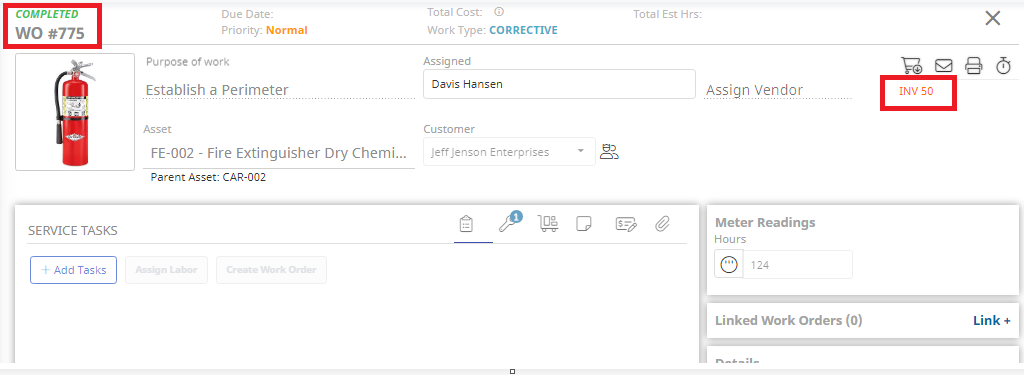 COMPLETED
WO #775
Due Date:
Priority: Normal
Total Cost:
Work Type: CORRECTIVE
Total Est Hrs:
Purpose of work
Establish a Perimeter
Assigned
Davis Hansen
Assign Vendor
INV 50
Asset
FE-002 - Fire Extinguisher Dry Chemi...
Parent Asset: CAR-002
Customer
Jeff Jenson Enterprises
SERVICE TASKS
1
+ Add Tasks
Assign Labor
Create Work Order
Meter Readings
Hours
124
Linked Work Orders (0)
Link +
Details